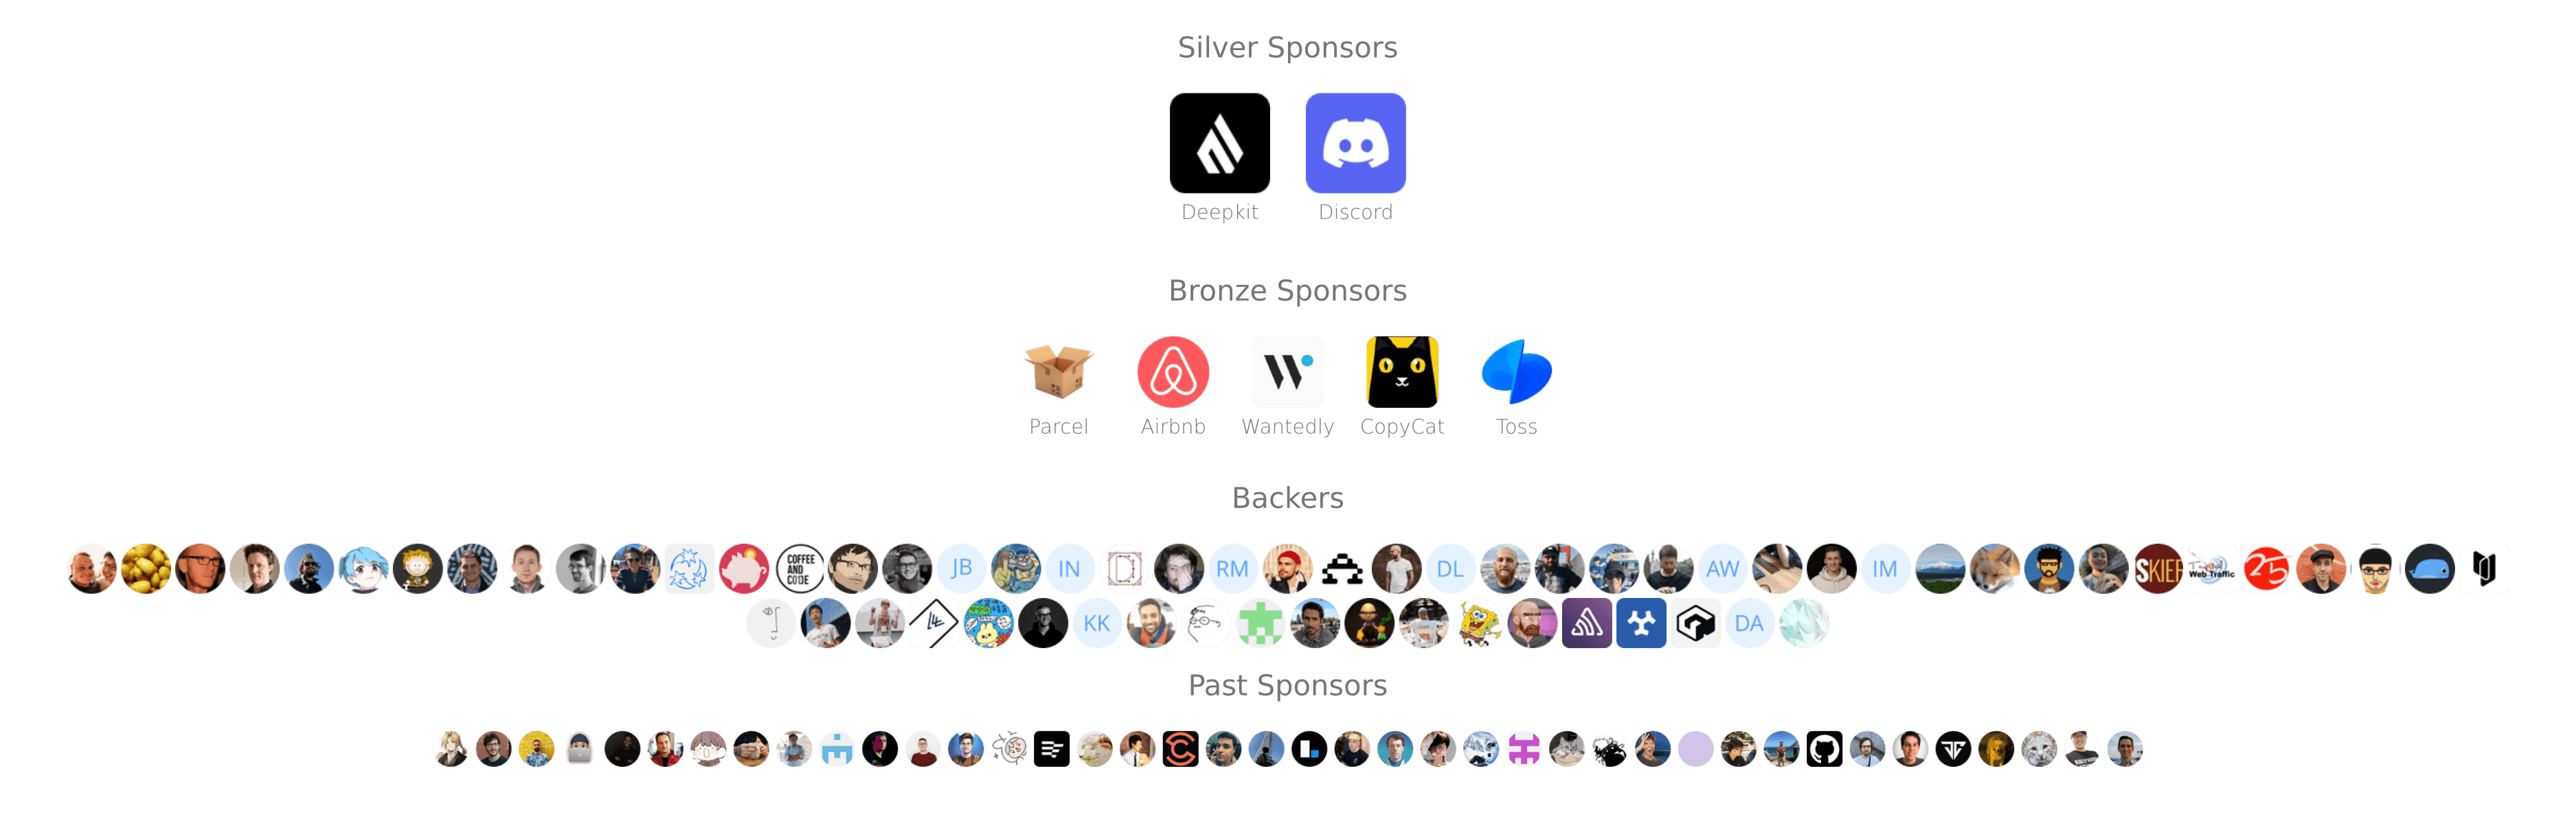 Silver Sponsors
Deepkit Discord
Bronze Sponsors
Parcel Airbnb Wantedly CopyCat Toss
Backers
COFFEE AND CODE JB IN RM DL AW IM SKIEF Web Traffic 25
KK DA
Past Sponsors